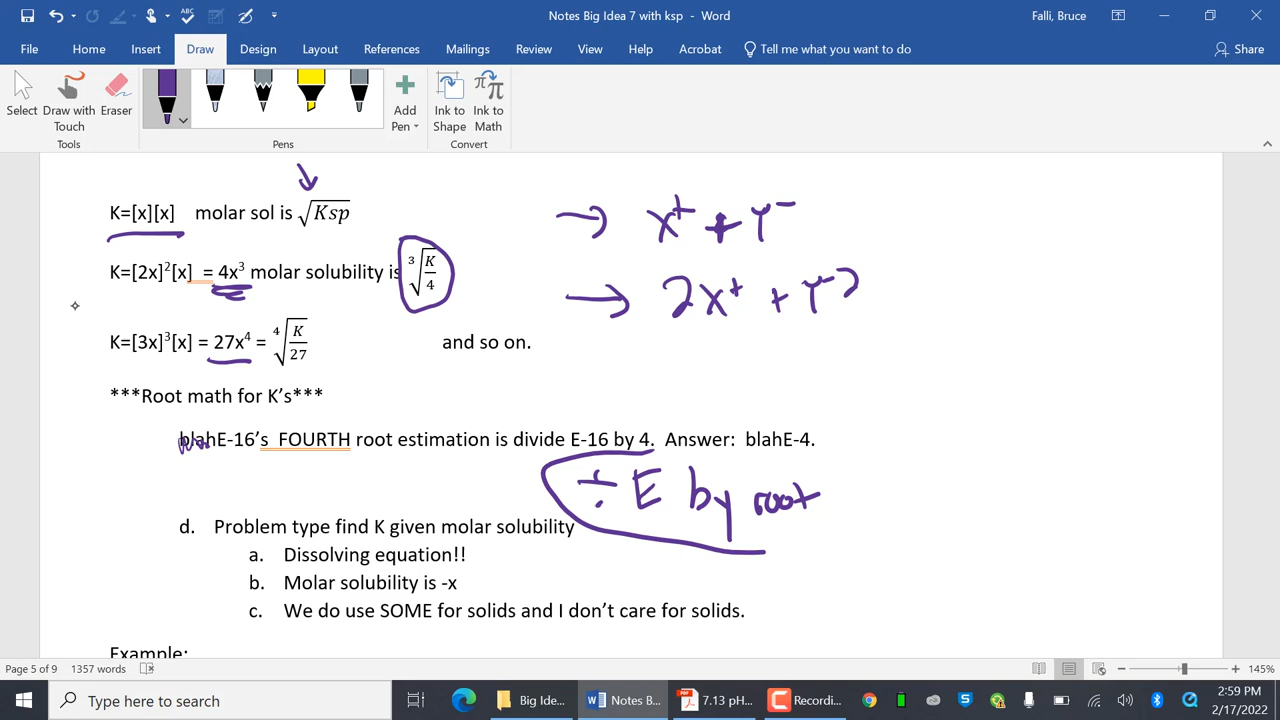 Notes Big Idea 7 with ksp - Word
Falli, Bruce
File Home Insert Draw Design Layout References Mailings Review View Help Acrobat Tell me what you want to do Share
Select Draw with Touch Eraser Add Pen Ink to Shape Ink to Math
Tools Pens Convert
K=[x][x] molar sol is √Ksp → x⁺ + Y⁻
K=[2x]²[x] = 4x³ molar solubility is ∛(K/4) → 2x⁺ + Y⁻²
K=[3x]³[x] = 27x⁴ = ∜(K/27) and so on.
***Root math for K's***
blahE-16's FOURTH root estimation is divide E-16 by 4. Answer: blahE-4.
÷ E by root
d. Problem type find K given molar solubility
a. Dissolving equation!!
b. Molar solubility is -x
c. We do use SOME for solids and I don't care for solids.
Example:
Page 5 of 9 1357 words 145%
Type here to search Big Ide... Notes B... 7.13 pH... Recordi... 2:59 PM
2/17/2022